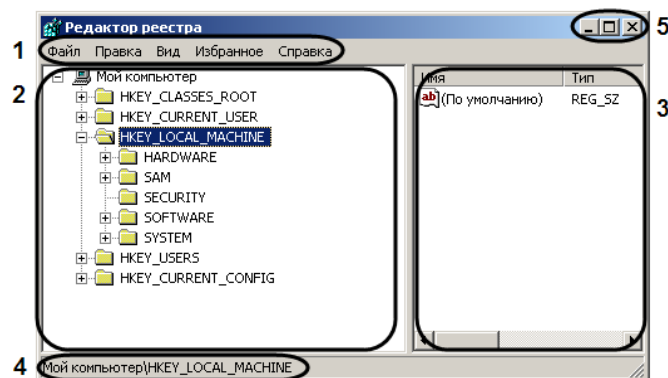 Редактор реестра
5
1
Файл Правка Вид Избранное Справка
2
Мой компьютер
HKEY_CLASSES_ROOT
HKEY_CURRENT_USER
HKEY_LOCAL_MACHINE
HARDWARE
SAM
SECURITY
SOFTWARE
SYSTEM
HKEY_USERS
HKEY_CURRENT_CONFIG
Имя Тип
ab (По умолчанию) REG_SZ
3
4
Мой компьютер\HKEY_LOCAL_MACHINE